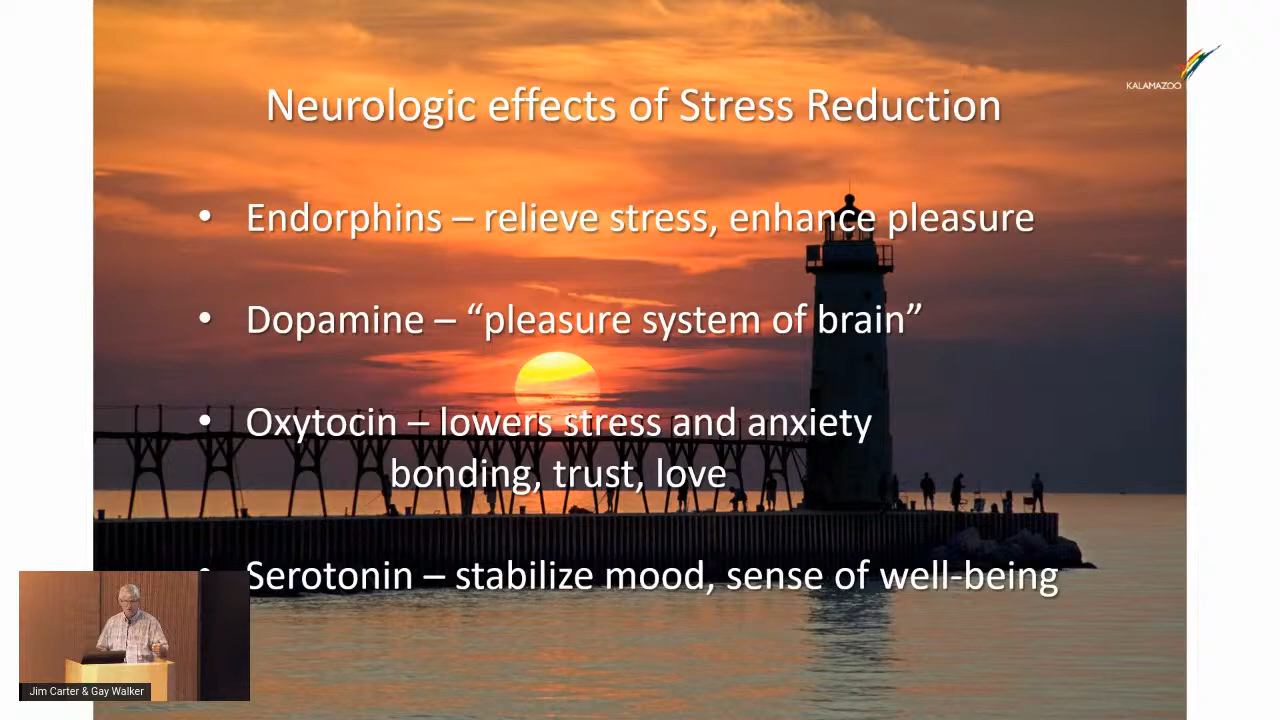 KALAMAZOO
Neurologic effects of Stress Reduction
• Endorphins – relieve stress, enhance pleasure
• Dopamine – “pleasure system of brain”
• Oxytocin – lowers stress and anxiety
bonding, trust, love
• Serotonin – stabilize mood, sense of well-being
Jim Carter & Gay Walker